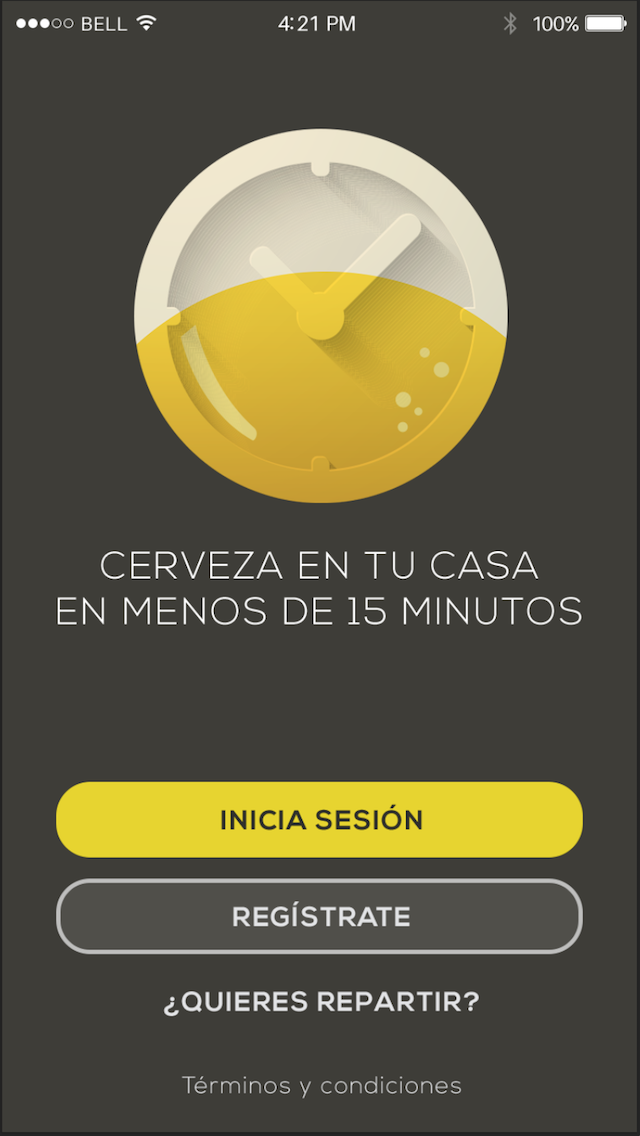 BELL 4:21 PM 100%
CERVEZA EN TU CASA
EN MENOS DE 15 MINUTOS
INICIA SESIÓN
REGÍSTRATE
¿QUIERES REPARTIR?
Términos y condiciones